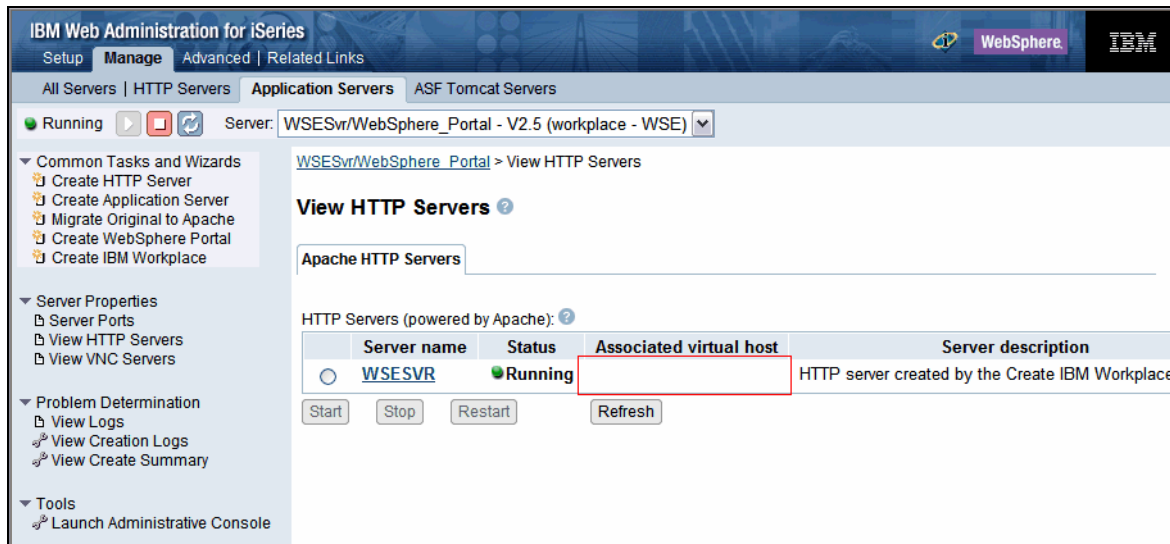 IBM Web Administration for iSeries
Setup Manage Advanced | Related Links
WebSphere.
IBM
All Servers | HTTP Servers Application Servers ASF Tomcat Servers
Running Server: WSESvr/WebSphere_Portal - V2.5 (workplace - WSE)
Common Tasks and Wizards
Create HTTP Server
Create Application Server
Migrate Original to Apache
Create WebSphere Portal
Create IBM Workplace
Server Properties
Server Ports
View HTTP Servers
View VNC Servers
Problem Determination
View Logs
View Creation Logs
View Create Summary
Tools
Launch Administrative Console
WSESvr/WebSphere_Portal > View HTTP Servers
View HTTP Servers ?
Apache HTTP Servers
HTTP Servers (powered by Apache): ?
Server name Status Associated virtual host Server description
WSESVR Running HTTP server created by the Create IBM Workplace
Start Stop Restart Refresh